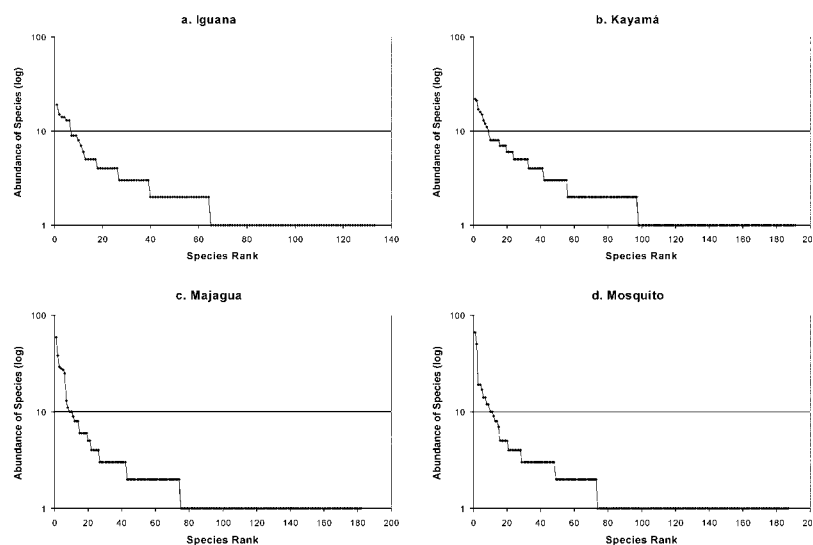 a. Iguana
100
10
1
Abundance of Species (log)
0 20 40 60 80 100 120 140
Species Rank
b. Kayamá
100
10
1
Abundance of Species (log)
0 20 40 60 80 100 120 140 160 180 200
Species Rank
c. Majagua
100
10
1
Abundance of Species (log)
0 20 40 60 80 100 120 140 160 180 200
Species Rank
d. Mosquito
100
10
1
Abundance of Species (log)
0 20 40 60 80 100 120 140 160 180 200
Species Rank